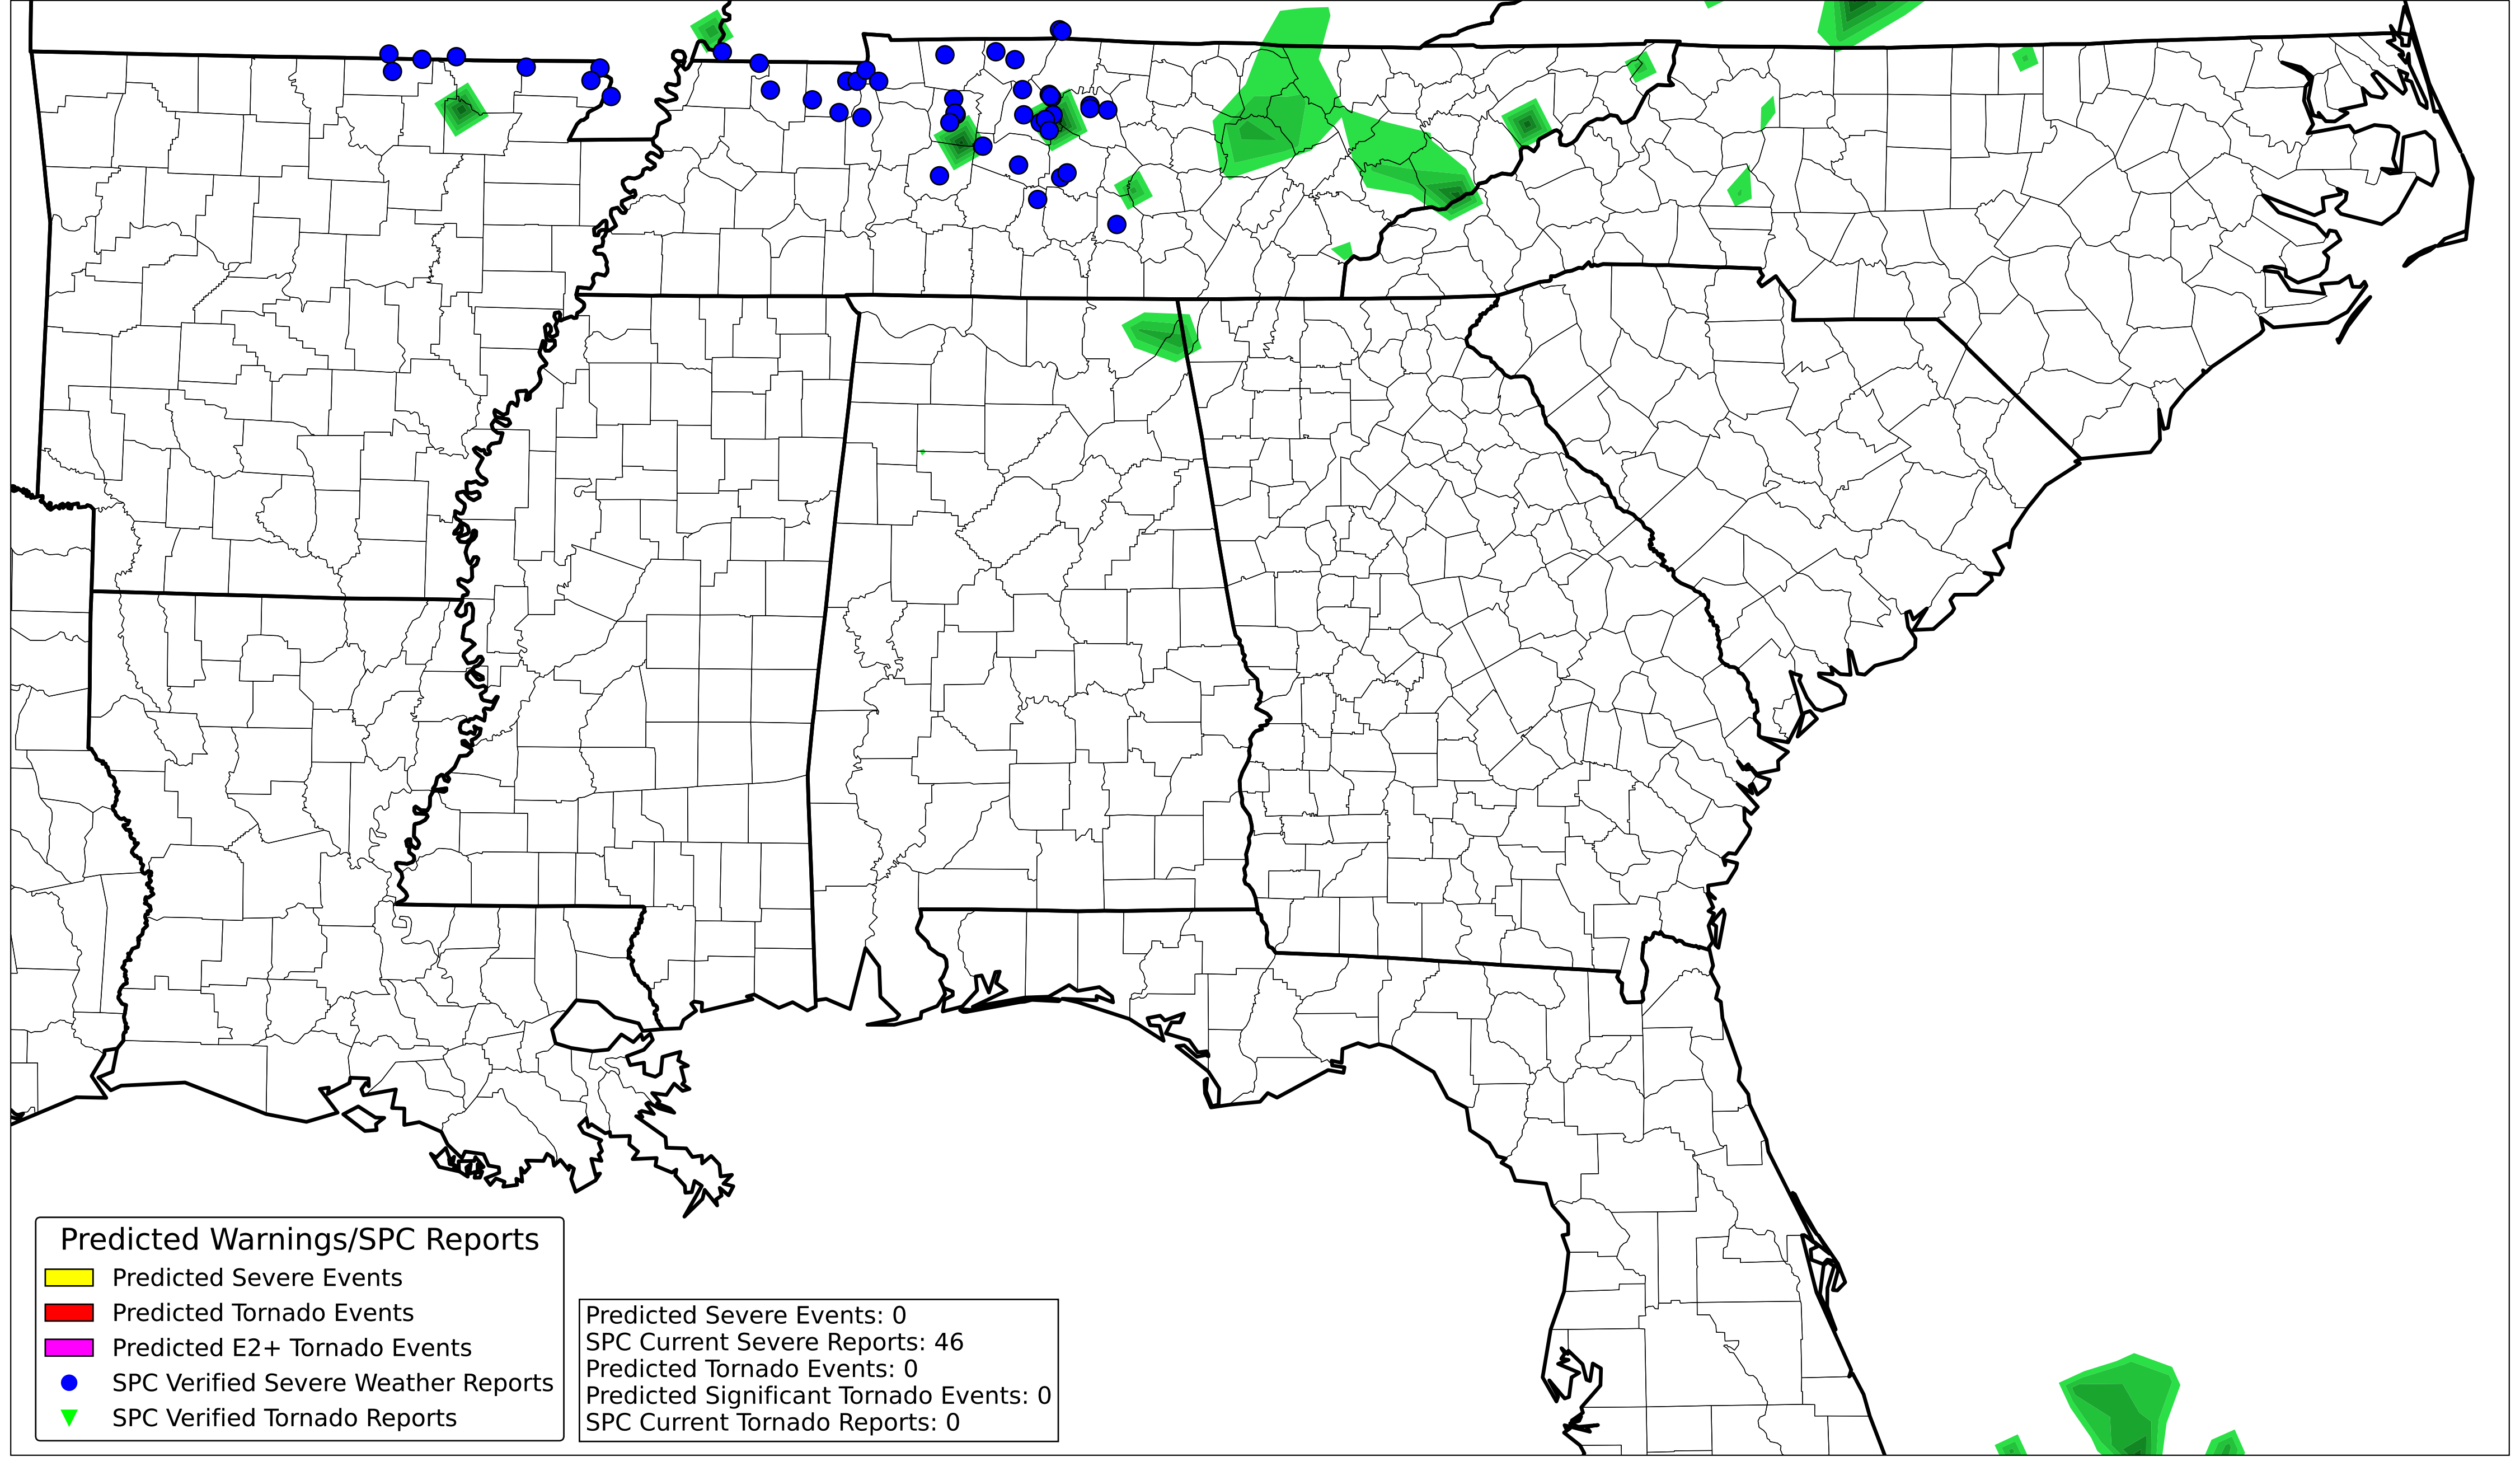 Predicted Warnings/SPC Reports
Predicted Severe Events
Predicted Tornado Events
Predicted E2+ Tornado Events
SPC Verified Severe Weather Reports
SPC Verified Tornado Reports
Predicted Severe Events: 0
SPC Current Severe Reports: 46
Predicted Tornado Events: 0
Predicted Significant Tornado Events: 0
SPC Current Tornado Reports: 0